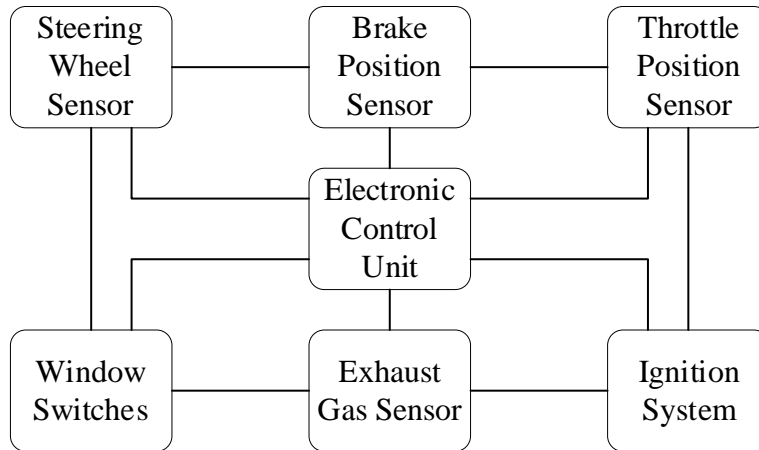 Steering
Wheel
Sensor
Brake
Position
Sensor
Throttle
Position
Sensor
Electronic
Control
Unit
Window
Switches
Exhaust
Gas Sensor
Ignition
System